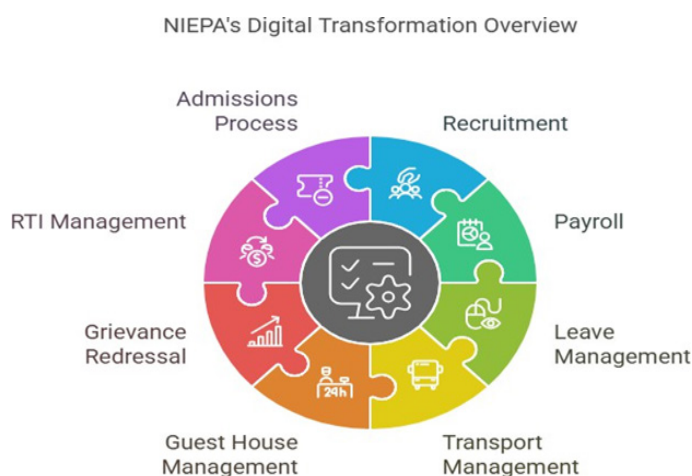 NIEPA's Digital Transformation Overview
Admissions
Process
Recruitment
RTI Management
Payroll
Grievance
Redressal
Leave
Management
24h
Guest House
Management
Transport
Management